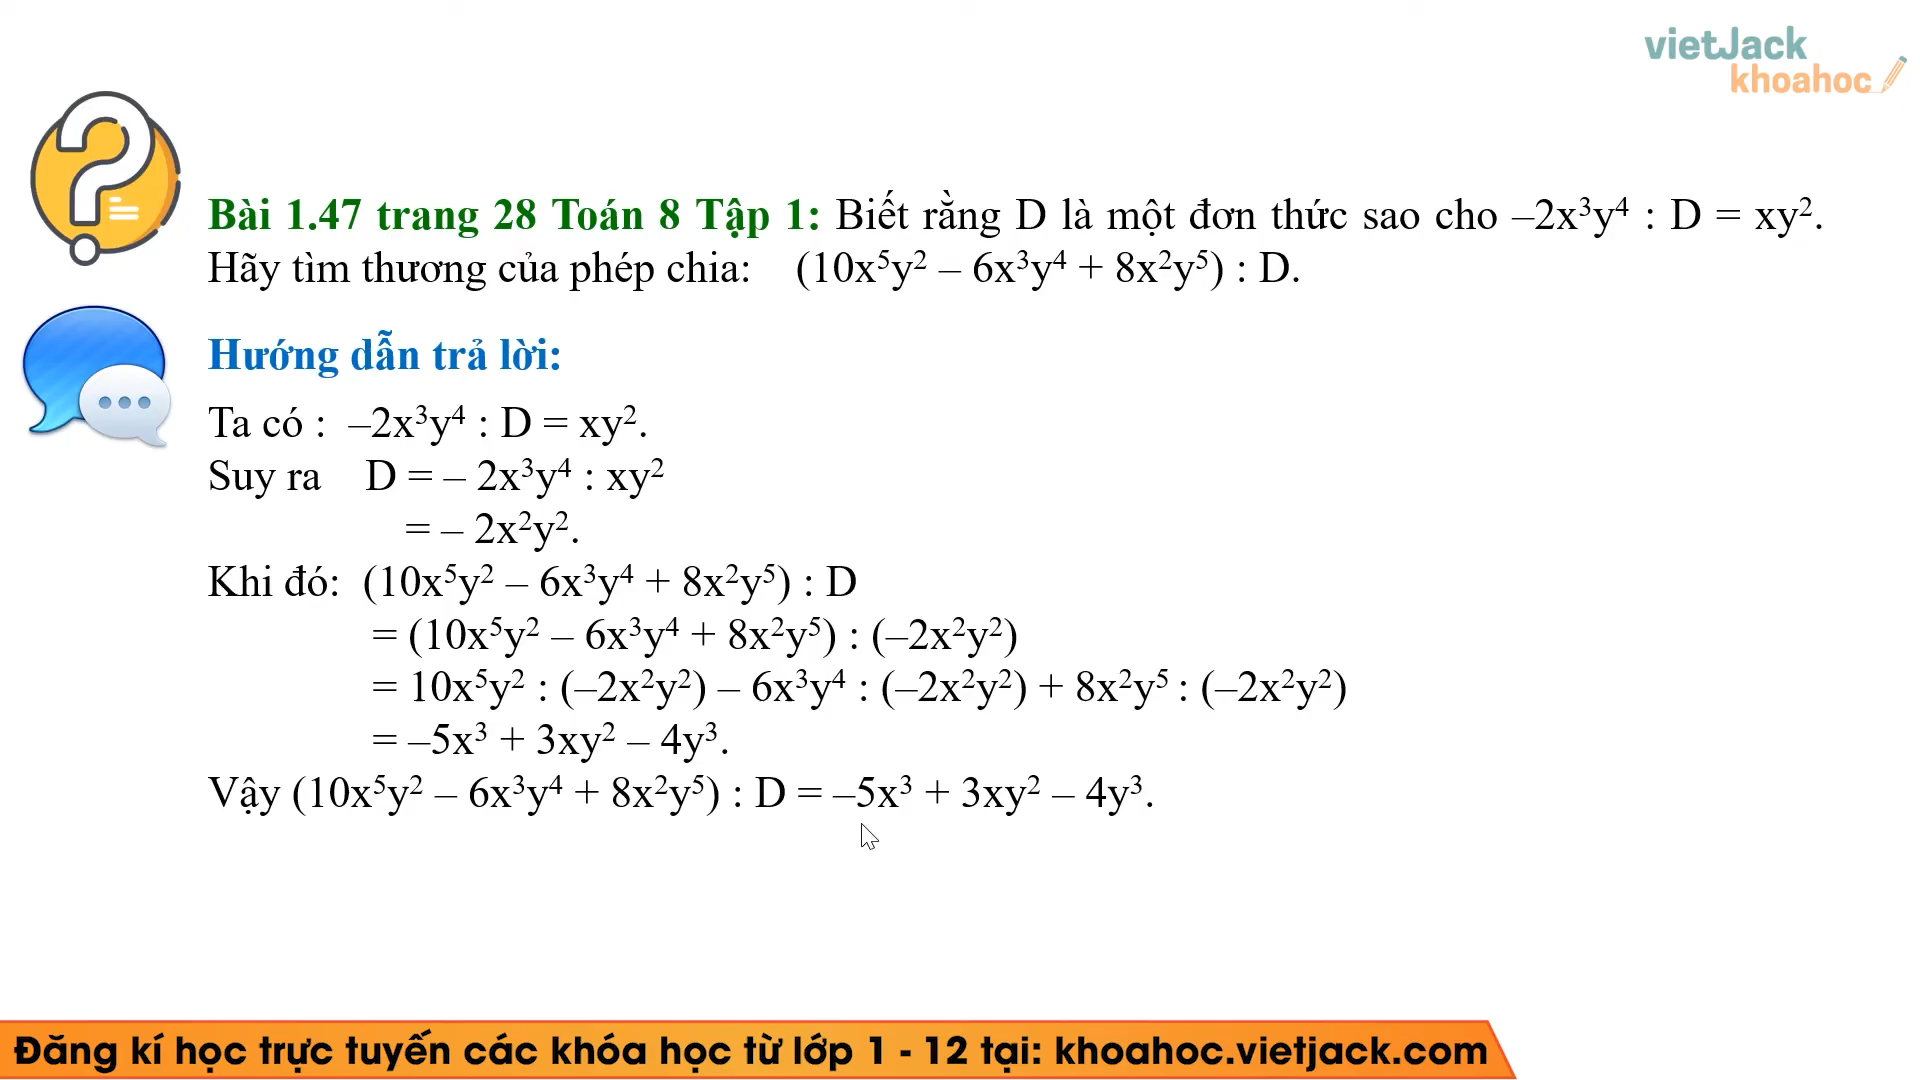 vietJack
khoahoc
Bài 1.47 trang 28 Toán 8 Tập 1: Biết rằng D là một đơn thức sao cho –2x³y⁴ : D = xy².
Hãy tìm thương của phép chia: (10x⁵y² – 6x³y⁴ + 8x²y⁵) : D.
Hướng dẫn trả lời:
Ta có : –2x³y⁴ : D = xy².
Suy ra D = – 2x³y⁴ : xy²
= – 2x²y².
Khi đó: (10x⁵y² – 6x³y⁴ + 8x²y⁵) : D
= (10x⁵y² – 6x³y⁴ + 8x²y⁵) : (–2x²y²)
= 10x⁵y² : (–2x²y²) – 6x³y⁴ : (–2x²y²) + 8x²y⁵ : (–2x²y²)
= –5x³ + 3xy² – 4y³.
Vậy (10x⁵y² – 6x³y⁴ + 8x²y⁵) : D = –5x³ + 3xy² – 4y³.
Đăng kí học trực tuyến các khóa học từ lớp 1 - 12 tại: khoahoc.vietjack.com